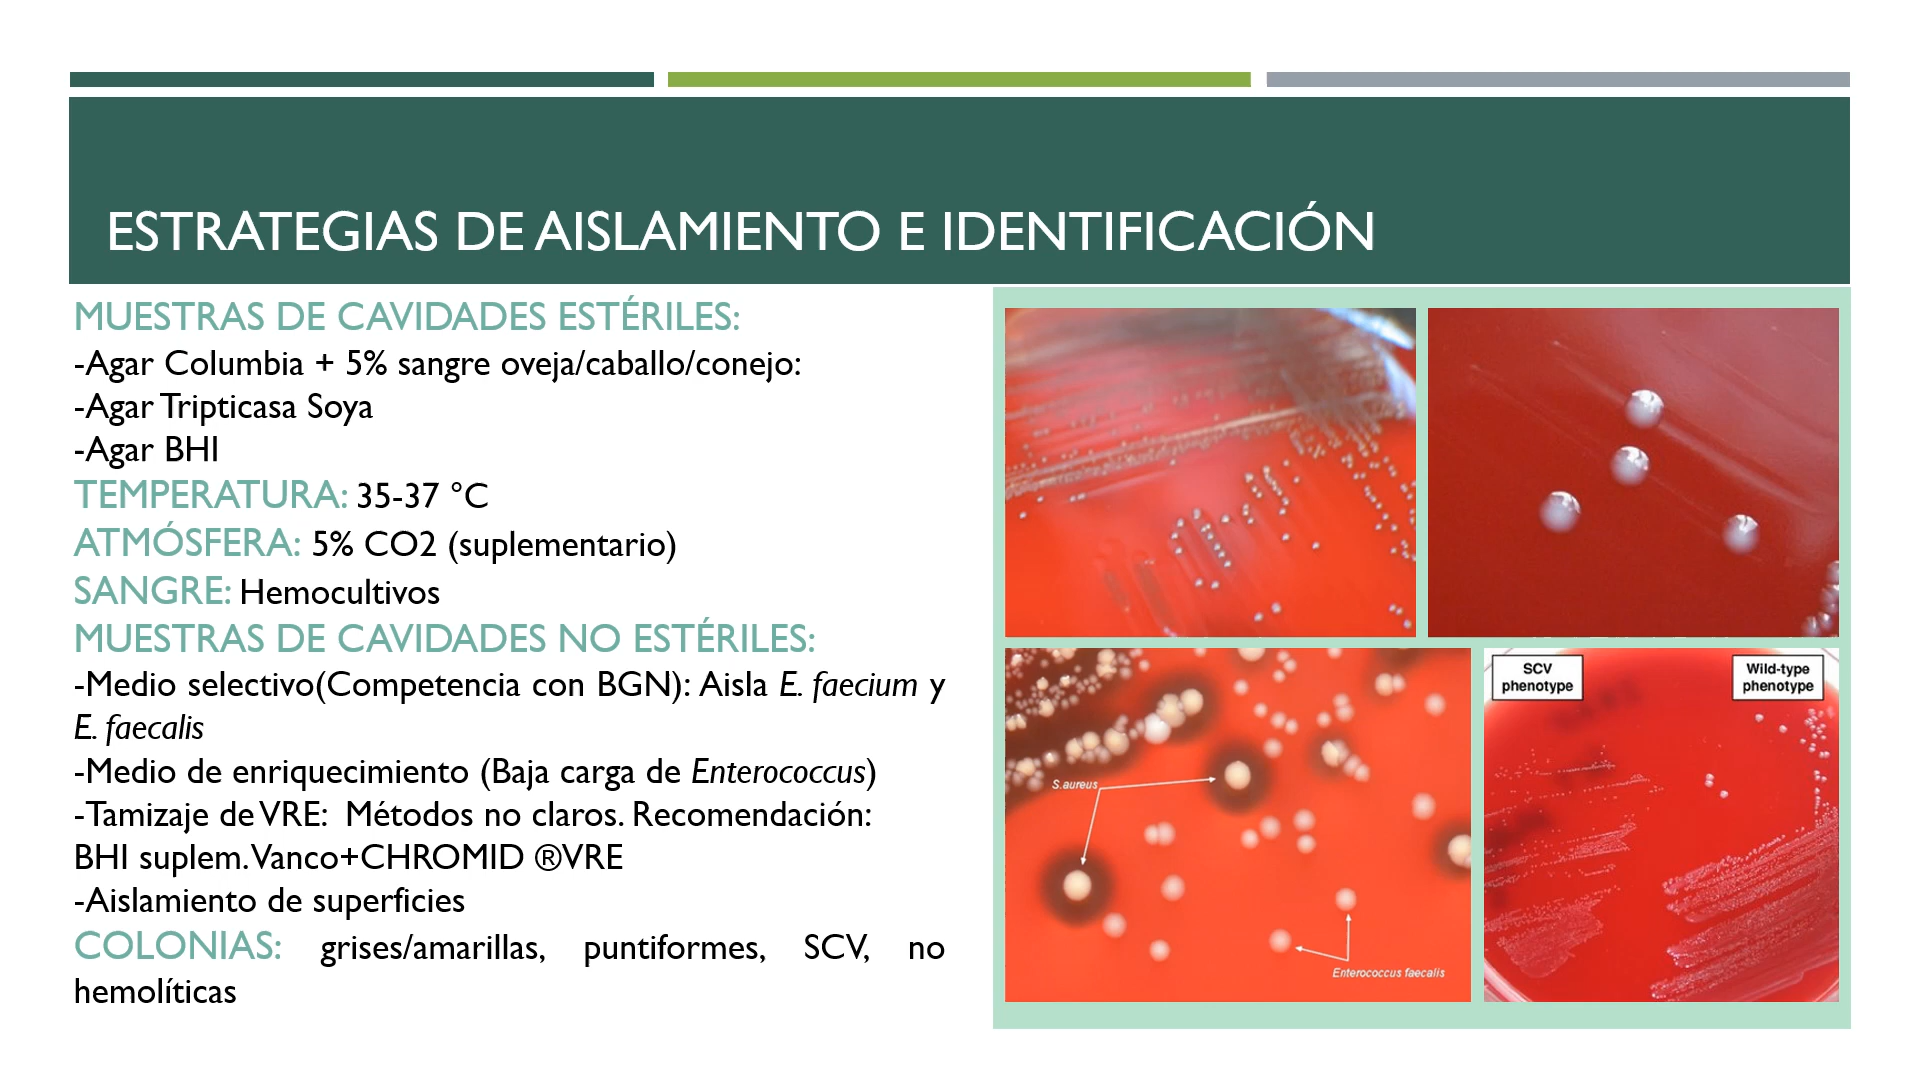 ESTRATEGIAS DE AISLAMIENTO E IDENTIFICACIÓN
MUESTRAS DE CAVIDADES ESTÉRILES:
-Agar Columbia + 5% sangre oveja/caballo/conejo:
-Agar Tripticasa Soya
-Agar BHI
TEMPERATURA: 35-37 °C
ATMÓSFERA: 5% CO2 (suplementario)
SANGRE: Hemocultivos
MUESTRAS DE CAVIDADES NO ESTÉRILES:
-Medio selectivo(Competencia con BGN): Aisla E. faecium y
E. faecalis
-Medio de enriquecimiento (Baja carga de Enterococcus)
-Tamizaje de VRE: Métodos no claros. Recomendación:
BHI suplem. Vanco+CHROMID ®VRE
-Aislamiento de superficies
COLONIAS: grises/amarillas, puntiformes, SCV, no
hemolíticas
S.aureus
Enterococcus faecalis
SCV
phenotype
Wild-type
phenotype